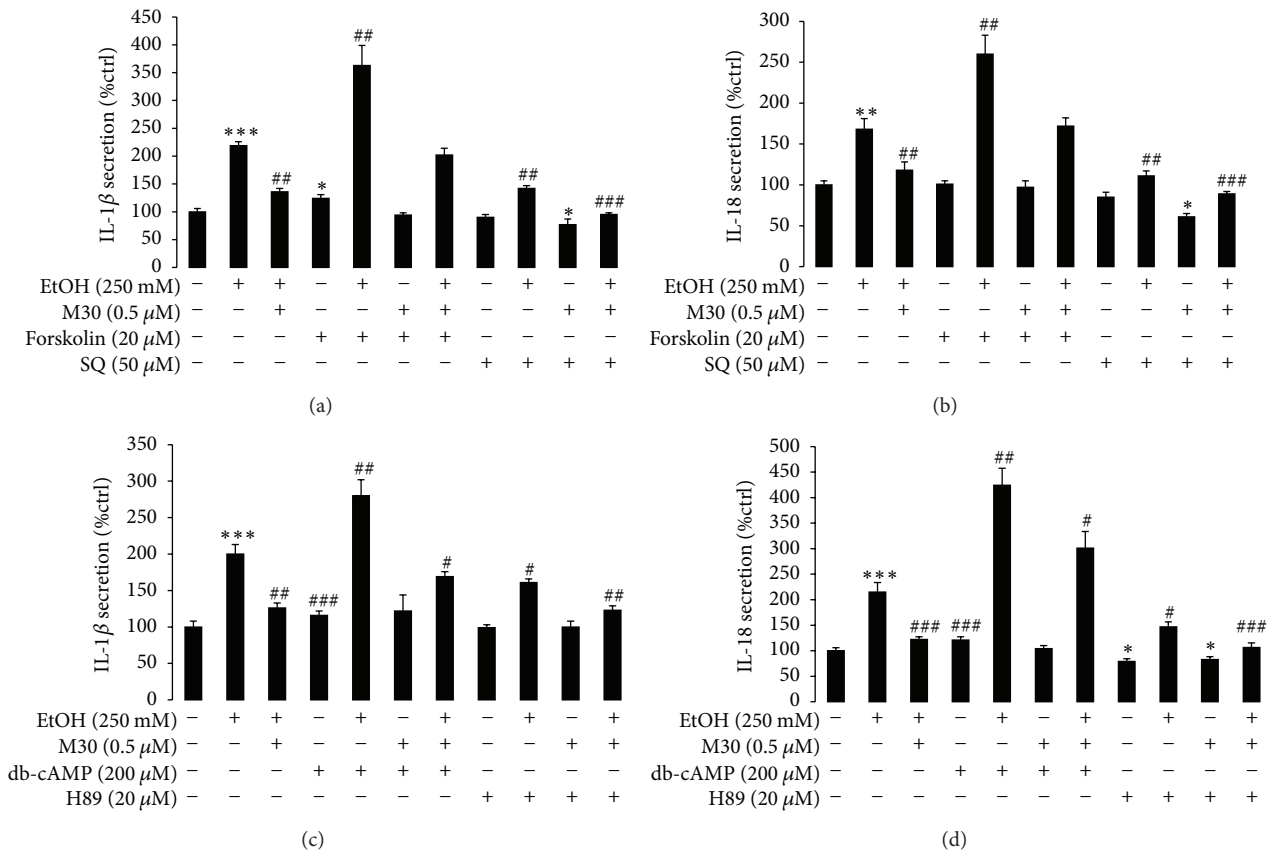 IL-1β secretion (%ctrl)
450
400
350
300
250
200
150
100
50
0
*** ## * ## ## * ###
EtOH (250 mM) − + + − + − + − + − +
M30 (0.5 μM) − − + − − + + − − + +
Forskolin (20 μM) − − − + + + + − − − −
SQ (50 μM) − − − − − − − + + + +
(a)
IL-18 secretion (%ctrl)
300
250
200
150
100
50
0
** ## ## ## * ###
EtOH (250 mM) − + + − + − + − + − +
M30 (0.5 μM) − − + − − + + − − + +
Forskolin (20 μM) − − − + + + + − − − −
SQ (50 μM) − − − − − − − + + + +
(b)
IL-1β secretion (%ctrl)
350
300
250
200
150
100
50
0
*** ## ### ## # # ##
EtOH (250 mM) − + + − + − + − + − +
M30 (0.5 μM) − − + − − + + − − + +
db-cAMP (200 μM) − − − + + + + − − − −
H89 (20 μM) − − − − − − − + + + +
(c)
IL-18 secretion (%ctrl)
500
450
400
350
300
250
200
150
100
50
0
*** ### ### ## # * # * ###
EtOH (250 mM) − + + − + − + − + − +
M30 (0.5 μM) − − + − − + + − − + +
db-cAMP (200 μM) − − − + + + + − − − −
H89 (20 μM) − − − − − − − + + + +
(d)